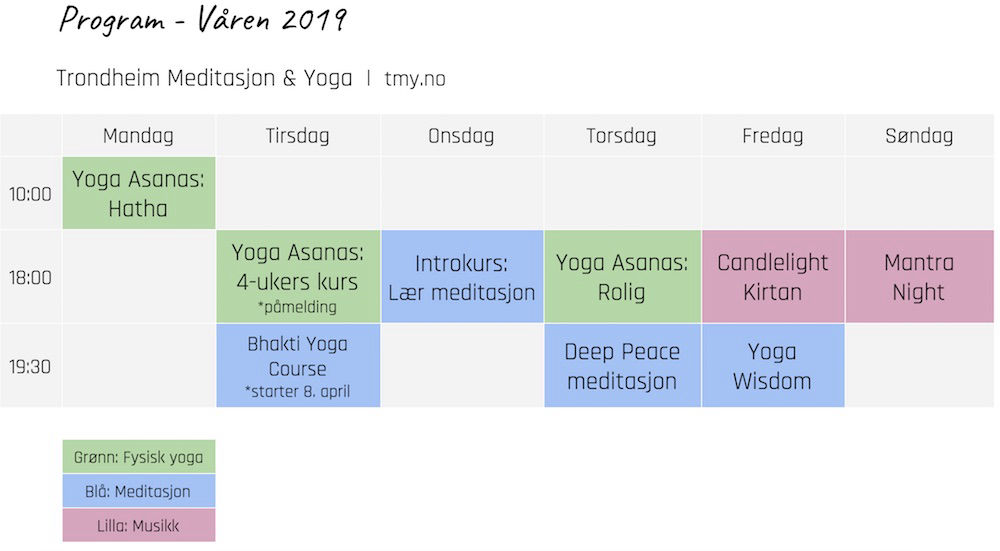 Program - Våren 2019
Trondheim Meditasjon & Yoga | tmy.no
Mandag Tirsdag Onsdag Torsdag Fredag Søndag
10:00
Yoga Asanas:
Hatha
18:00
Yoga Asanas:
4-ukers kurs
*påmelding
Introkurs:
Lær meditasjon
Yoga Asanas:
Rolig
Candlelight
Kirtan
Mantra
Night
19:30
Bhakti Yoga
Course
*starter 8. april
Deep Peace
meditasjon
Yoga
Wisdom
Grønn: Fysisk yoga
Blå: Meditasjon
Lilla: Musikk